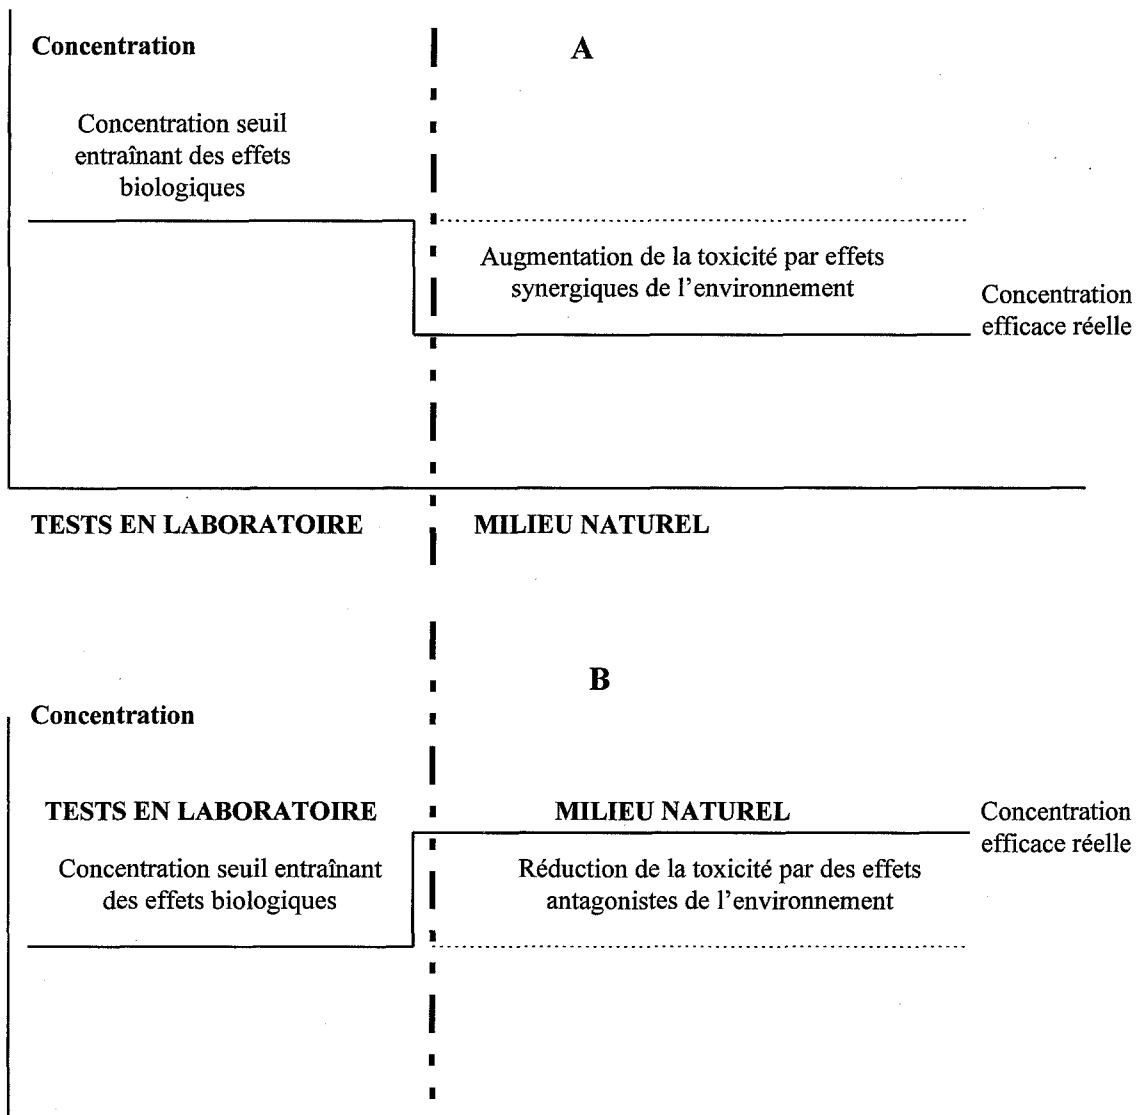 Concentration
A
Concentration seuil
entraînant des effets
biologiques
Augmentation de la toxicité par effets
synergiques de l'environnement
Concentration
efficace réelle
TESTS EN LABORATOIRE
MILIEU NATUREL
B
Concentration
TESTS EN LABORATOIRE
MILIEU NATUREL
Concentration
efficace réelle
Concentration seuil entraînant
des effets biologiques
Réduction de la toxicité par des effets
antagonistes de l'environnement